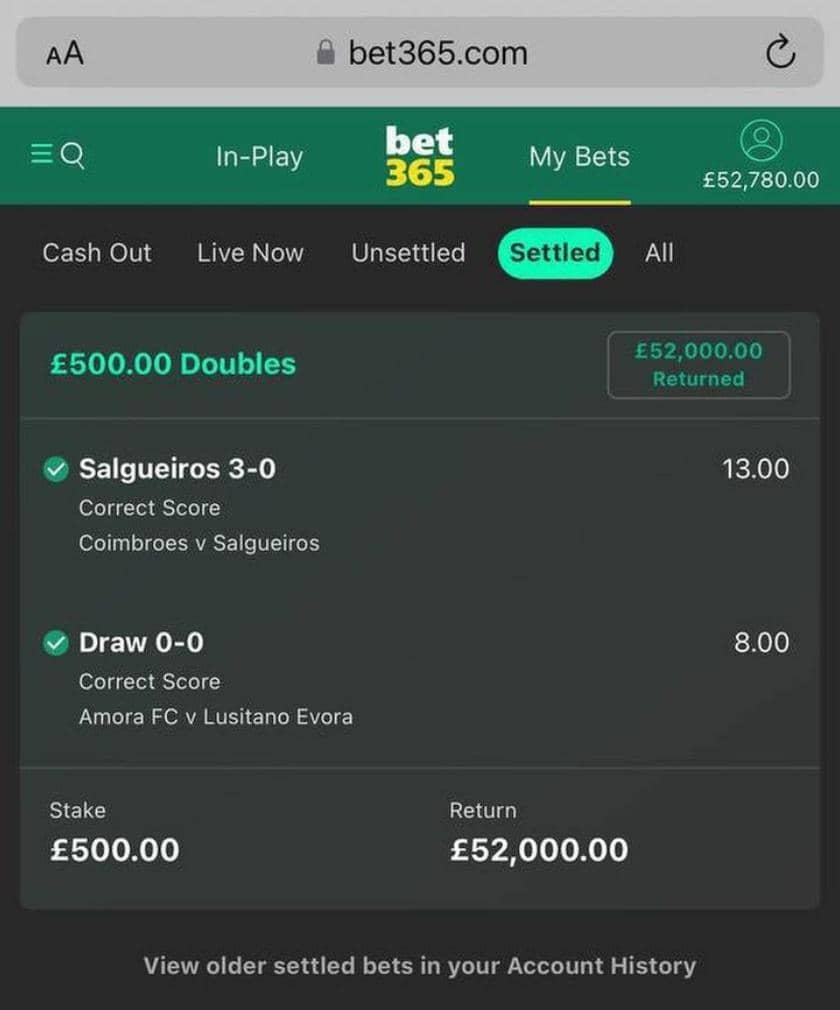 AA bet365.com
In-Play
bet
365
My Bets
£52,780.00
Cash Out Live Now Unsettled Settled All
£500.00 Doubles
£52,000.00
Returned
Salgueiros 3-0 13.00
Correct Score
Coimbroes v Salgueiros
Draw 0-0 8.00
Correct Score
Amora FC v Lusitano Evora
Stake Return
£500.00 £52,000.00
View older settled bets in your Account History